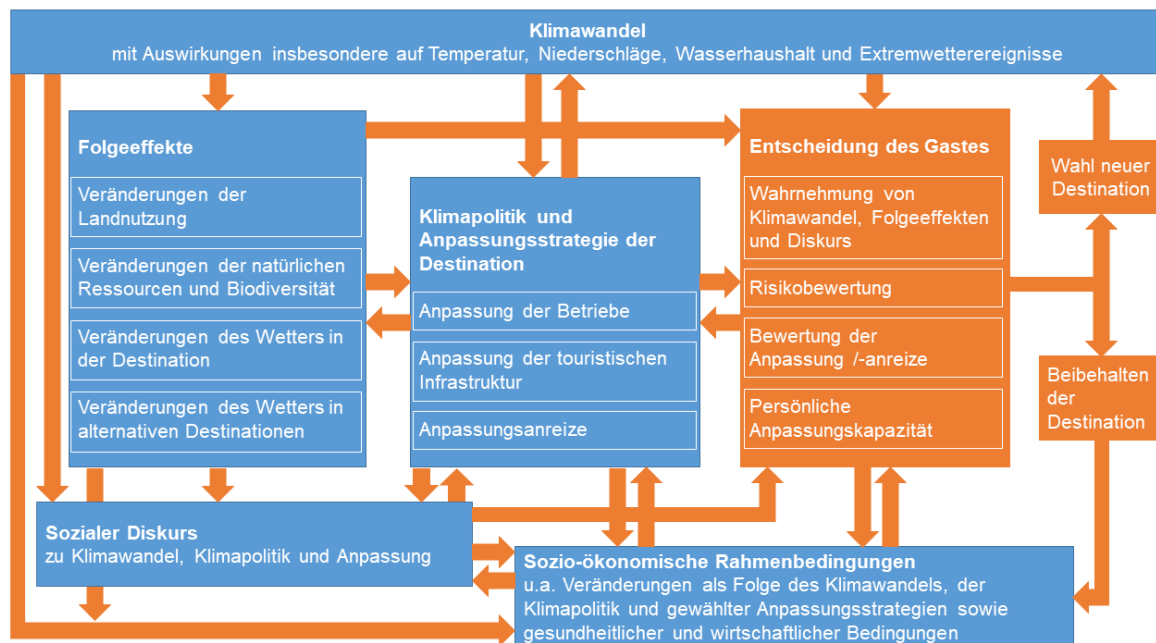 Klimawandel
mit Auswirkungen insbesondere auf Temperatur, Niederschläge, Wasserhaushalt und Extremwetterereignisse
Folgeeffekte
Veränderungen der
Landnutzung
Veränderungen der natürlichen
Ressourcen und Biodiversität
Veränderungen des Wetters in
der Destination
Veränderungen des Wetters in
alternativen Destinationen
Klimapolitik und
Anpassungsstrategie der
Destination
Anpassung der Betriebe
Anpassung der touristischen
Infrastruktur
Anpassungsanreize
Entscheidung des Gastes
Wahrnehmung von
Klimawandel, Folgeeffekten
und Diskurs
Risikobewertung
Bewertung der
Anpassung /-anreize
Persönliche
Anpassungskapazität
Wahl neuer
Destination
Beibehalten
der
Destination
Sozialer Diskurs
zu Klimawandel, Klimapolitik und Anpassung
Sozio-ökonomische Rahmenbedingungen
u.a. Veränderungen als Folge des Klimawandels, der
Klimapolitik und gewählter Anpassungsstrategien sowie
gesundheitlicher und wirtschaftlicher Bedingungen